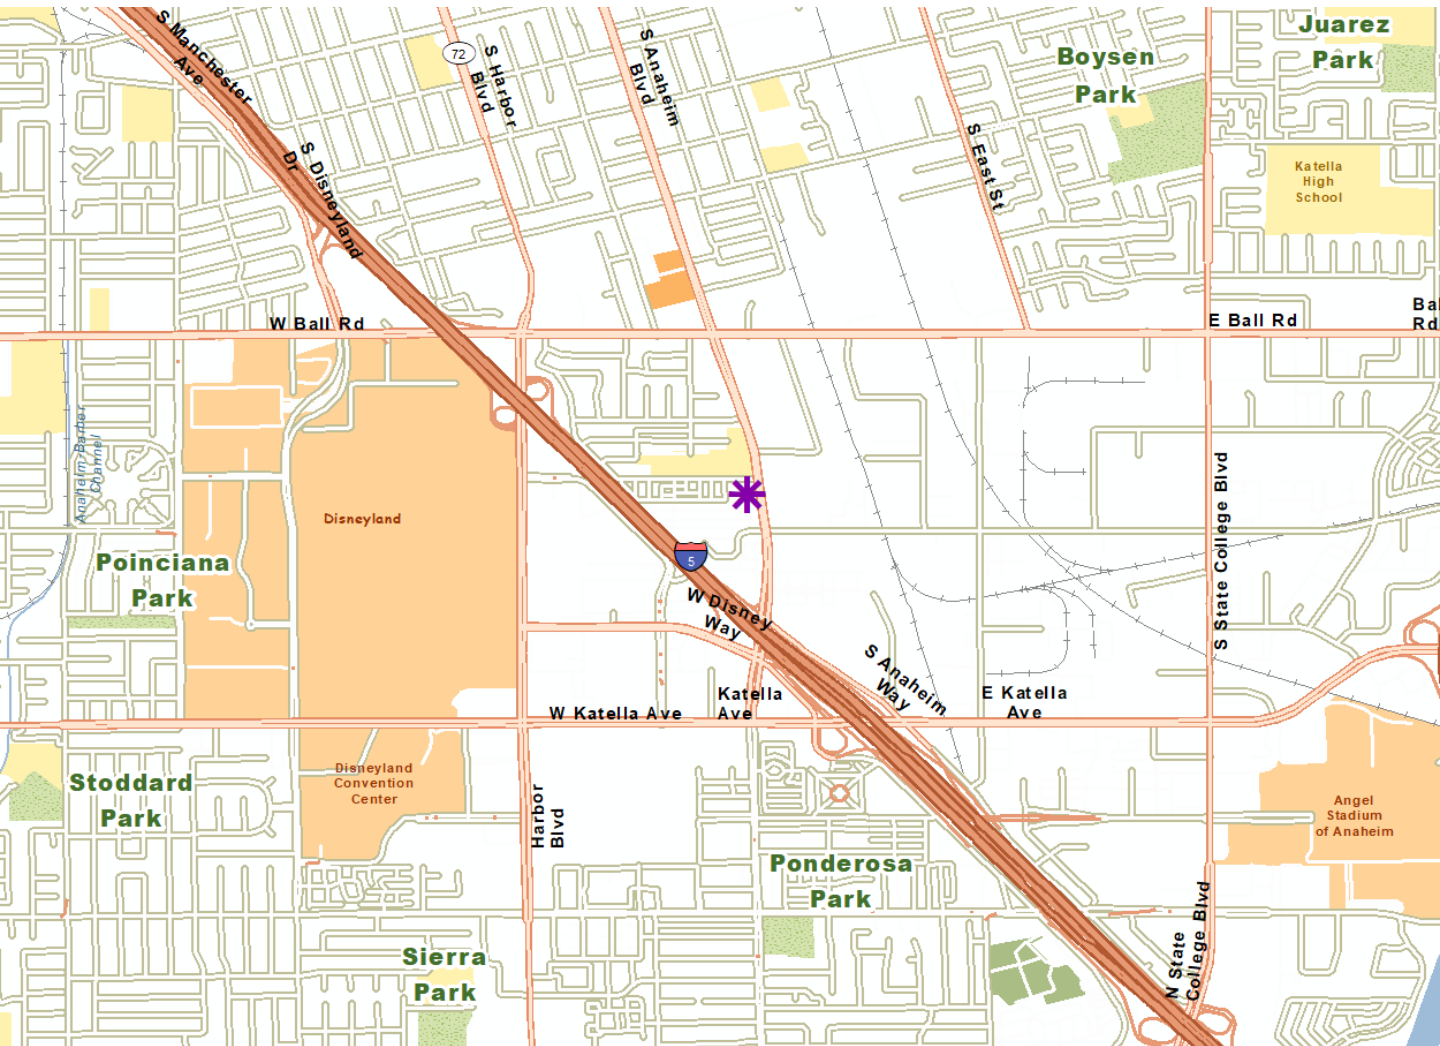 S Manchester
Ave
72
S Harbor
Blvd
S Anaheim
Blvd
Boysen
Park
Juarez
Park
S East St
Katella
High
School
S Disneyland
Dr
W Ball Rd
E Ball Rd
Bal
Rd
Anaheim-Barber
Channel
Disneyland
S State College Blvd
5
Poinciana
Park
W Disney
Way
S Anaheim
Way
Katella
Ave
E Katella
Ave
W Katella Ave
Stoddard
Park
Disneyland
Convention
Center
Harbor
Blvd
Angel
Stadium
of Anaheim
Ponderosa
Park
Sierra
Park
N State
College Blvd